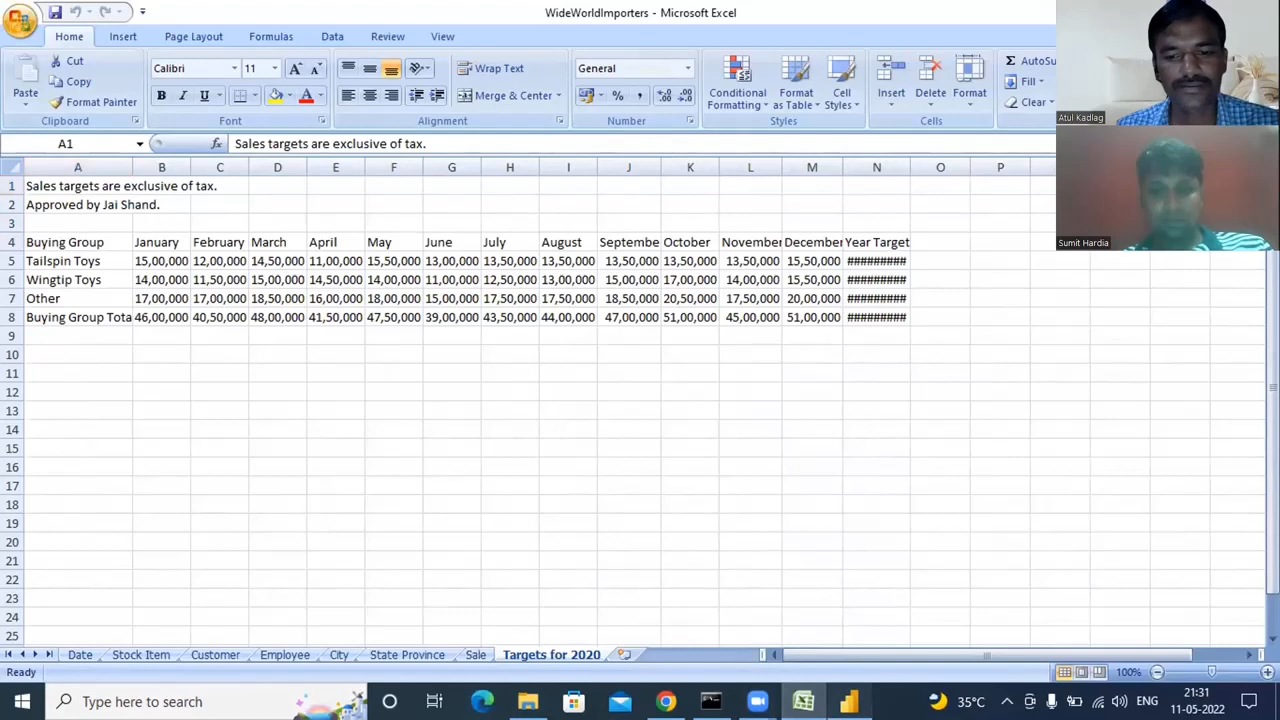 WideWorldImporters - Microsoft Excel
Home Insert Page Layout Formulas Data Review View
Paste
Cut
Copy
Format Painter
Clipboard
Calibri 11
B I U
Font
Wrap Text
Merge & Center
Alignment
General
% ,
Number
Conditional Formatting
Format as Table
Cell Styles
Styles
Insert Delete Format
Cells
Σ AutoSu
Fill
Clear
Atul Kadlag
Sumit Hardia
A1 fx Sales targets are exclusive of tax.
A B C D E F G H I J K L M N O P
1 Sales targets are exclusive of tax.
2 Approved by Jai Shand.
3
4 Buying Group January February March April May June July August Septembe October November December Year Target
5 Tailspin Toys 15,00,000 12,00,000 14,50,000 11,00,000 15,50,000 13,00,000 13,50,000 13,50,000 13,50,000 13,50,000 13,50,000 15,50,000 #########
6 Wingtip Toys 14,00,000 11,50,000 15,00,000 14,50,000 14,00,000 11,00,000 12,50,000 13,00,000 15,00,000 17,00,000 14,00,000 15,50,000 #########
7 Other 17,00,000 17,00,000 18,50,000 16,00,000 18,00,000 15,00,000 17,50,000 17,50,000 18,50,000 20,50,000 17,50,000 20,00,000 #########
8 Buying Group Tota 46,00,000 40,50,000 48,00,000 41,50,000 47,50,000 39,00,000 43,50,000 44,00,000 47,00,000 51,00,000 45,00,000 51,00,000 #########
9
10
11
12
13
14
15
16
17
18
19
20
21
22
23
24
25
Date Stock Item Customer Employee City State Province Sale Targets for 2020
Ready 100%
Type here to search 35°C ENG 21:31
11-05-2022